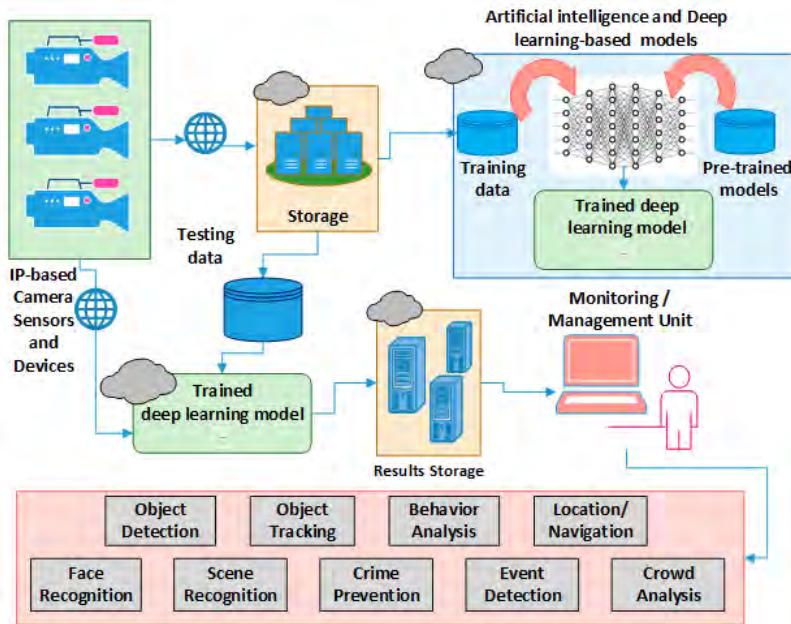 Artificial intelligence and Deep
learning-based models
Storage
Training
data
Pre-trained
models
Trained deep
learning model
..
Testing
data
IP-based
Camera
Sensors
and
Devices
Trained
deep learning model
..
Results Storage
Monitoring /
Management Unit
Object
Detection
Object
Tracking
Behavior
Analysis
Location/
Navigation
Face
Recognition
Scene
Recognition
Crime
Prevention
Event
Detection
Crowd
Analysis